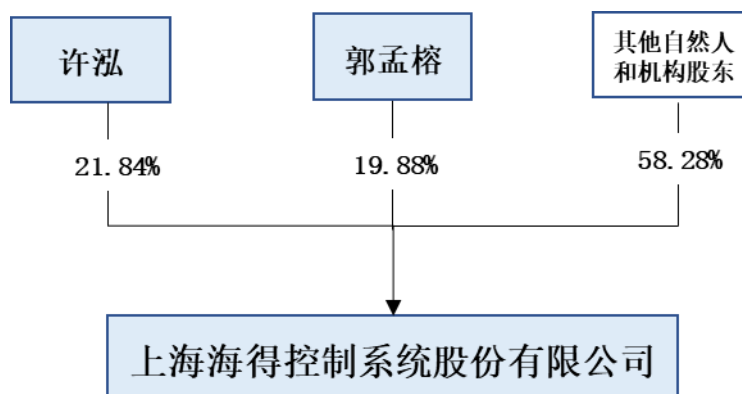 许泓
郭孟榕
其他自然人
和机构股东
21.84%
19.88%
58.28%
上海海得控制系统股份有限公司